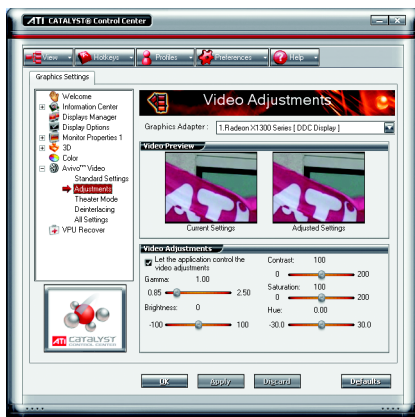 ATI CATALYST® Control Center
View
Hotkeys
Profiles
Preferences
Help
Graphics Settings
Welcome
Information Center
Displays Manager
Display Options
Monitor Properties 1
3D
Color
Avivo™ Video
Standard Settings
Adjustments
Theater Mode
Deinterlacing
All Settings
VPU Recover
ATI CATALYST
CONTROL CENTER
Video Adjustments
Graphics Adapter: 1.Radeon X1300 Series [ DDC Display ]
Video Preview
Current Settings
Adjusted Settings
Video Adjustments
Let the application control the
video adjustments
Gamma: 1.00
0.85 2.50
Brightness: 0
-100 100
Contrast: 100
0 200
Saturation: 100
0 200
Hue: 0.00
-30.0 30.0
OK Apply Discard Defaults